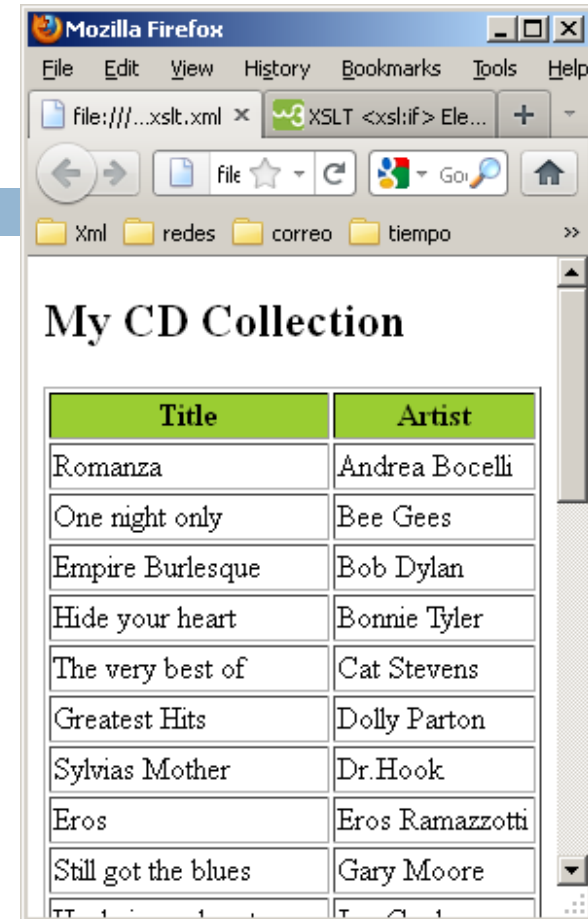 Mozilla Firefox
File Edit View History Bookmarks Tools Help
file:///...xslt.xml XSLT <xsl:if> Ele...
file
Xml redes correo tiempo
My CD Collection
Title Artist
Romanza Andrea Bocelli
One night only Bee Gees
Empire Burlesque Bob Dylan
Hide your heart Bonnie Tyler
The very best of Cat Stevens
Greatest Hits Dolly Parton
Sylvias Mother Dr.Hook
Eros Eros Ramazzotti
Still got the blues Gary Moore